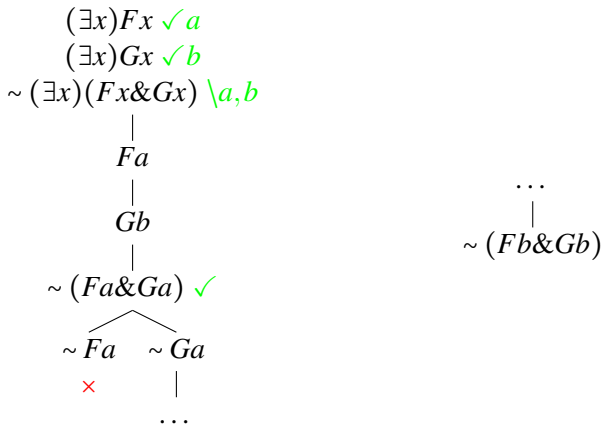 (∃x)Fx ✓a
(∃x)Gx ✓b
~(∃x)(Fx&Gx) \a,b
Fa
Gb
~(Fa&Ga) ✓
~Fa ~Ga
×
...
...
~(Fb&Gb)